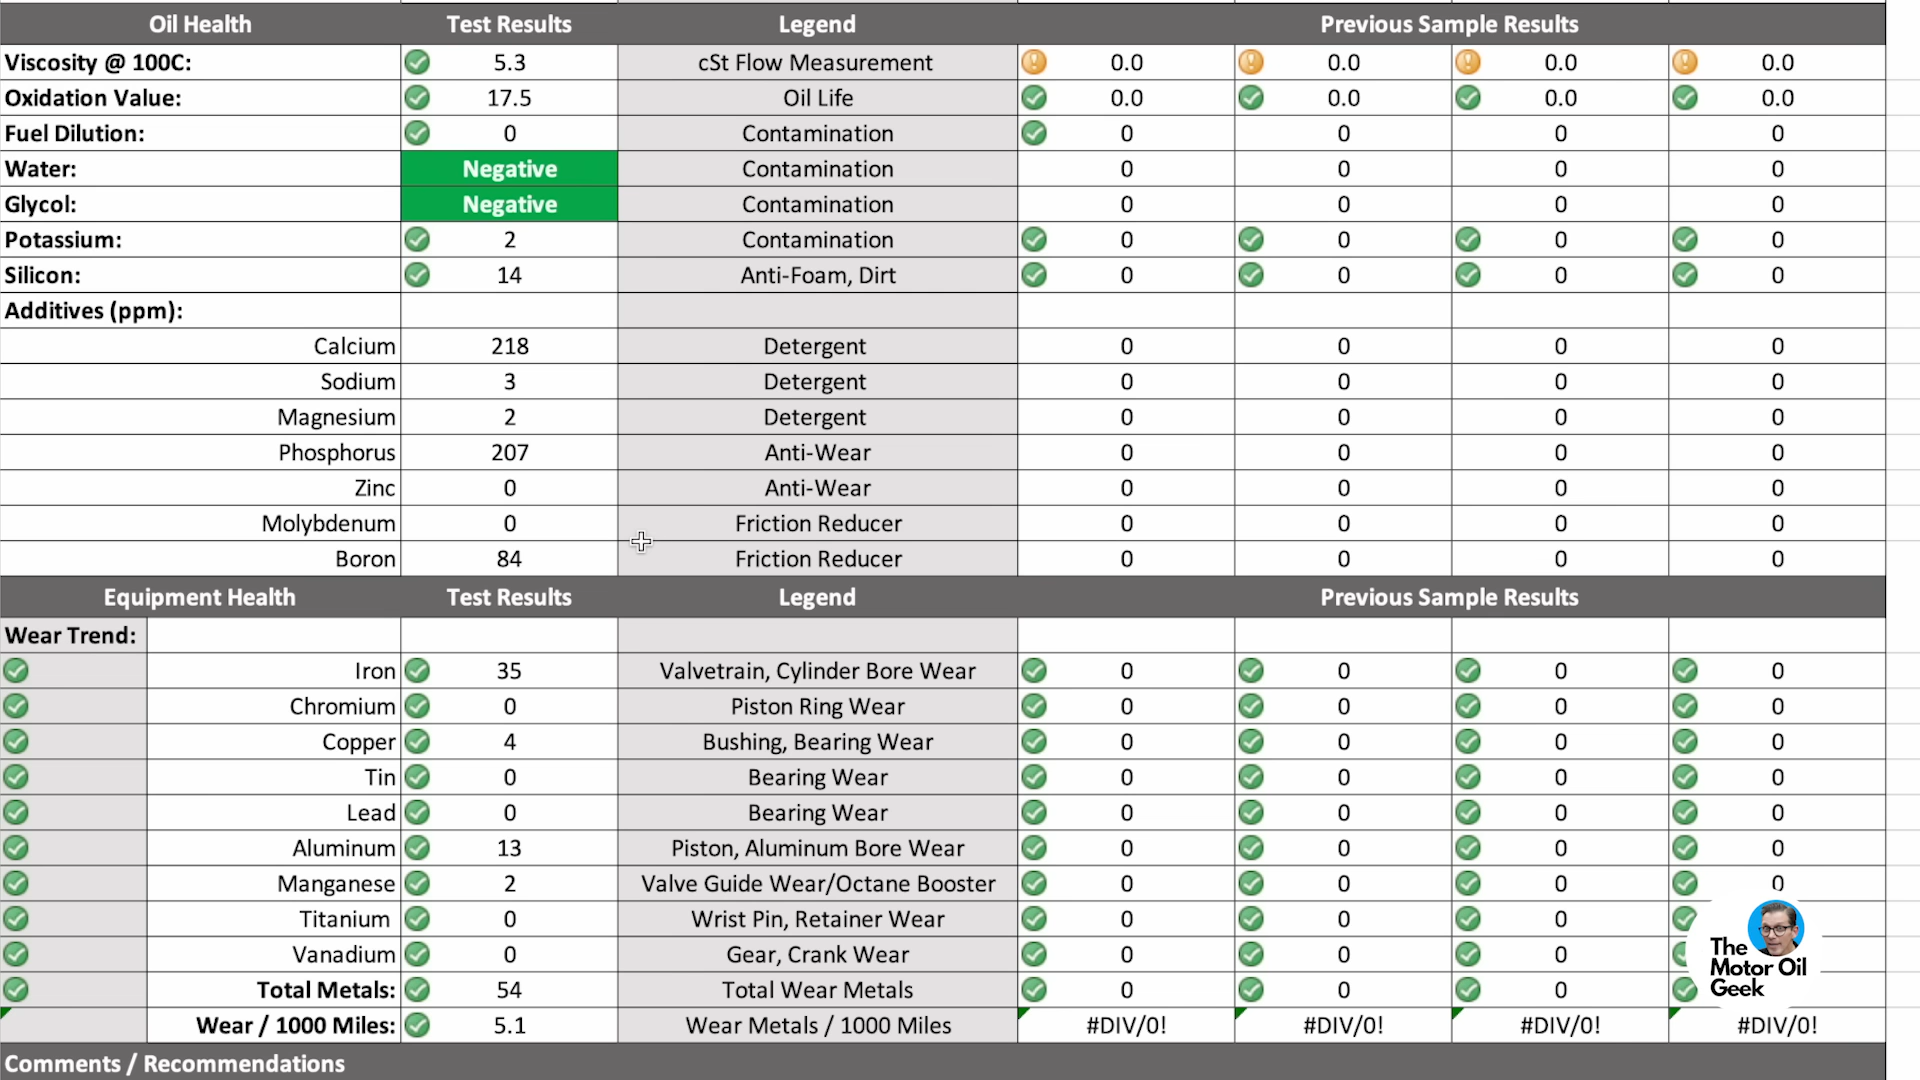 Oil Health Test Results Legend Previous Sample Results
Viscosity @ 100C: 5.3 cSt Flow Measurement 0.0 0.0 0.0 0.0
Oxidation Value: 17.5 Oil Life 0.0 0.0 0.0 0.0
Fuel Dilution: 0 Contamination 0 0 0 0
Water: Negative Contamination 0 0 0 0
Glycol: Negative Contamination 0 0 0 0
Potassium: 2 Contamination 0 0 0 0
Silicon: 14 Anti-Foam, Dirt 0 0 0 0
Additives (ppm):
Calcium 218 Detergent 0 0 0 0
Sodium 3 Detergent 0 0 0 0
Magnesium 2 Detergent 0 0 0 0
Phosphorus 207 Anti-Wear 0 0 0 0
Zinc 0 Anti-Wear 0 0 0 0
Molybdenum 0 Friction Reducer 0 0 0 0
Boron 84 Friction Reducer 0 0 0 0
Equipment Health Test Results Legend Previous Sample Results
Wear Trend:
Iron 35 Valvetrain, Cylinder Bore Wear 0 0 0 0
Chromium 0 Piston Ring Wear 0 0 0 0
Copper 4 Bushing, Bearing Wear 0 0 0 0
Tin 0 Bearing Wear 0 0 0 0
Lead 0 Bearing Wear 0 0 0 0
Aluminum 13 Piston, Aluminum Bore Wear 0 0 0 0
Manganese 2 Valve Guide Wear/Octane Booster 0 0 0 0
Titanium 0 Wrist Pin, Retainer Wear 0 0 0
Vanadium 0 Gear, Crank Wear 0 0 0
Total Metals: 54 Total Wear Metals 0 0 0
Wear / 1000 Miles: 5.1 Wear Metals / 1000 Miles #DIV/0! #DIV/0! #DIV/0! #DIV/0!
Comments / Recommendations
The
Motor Oil
Geek